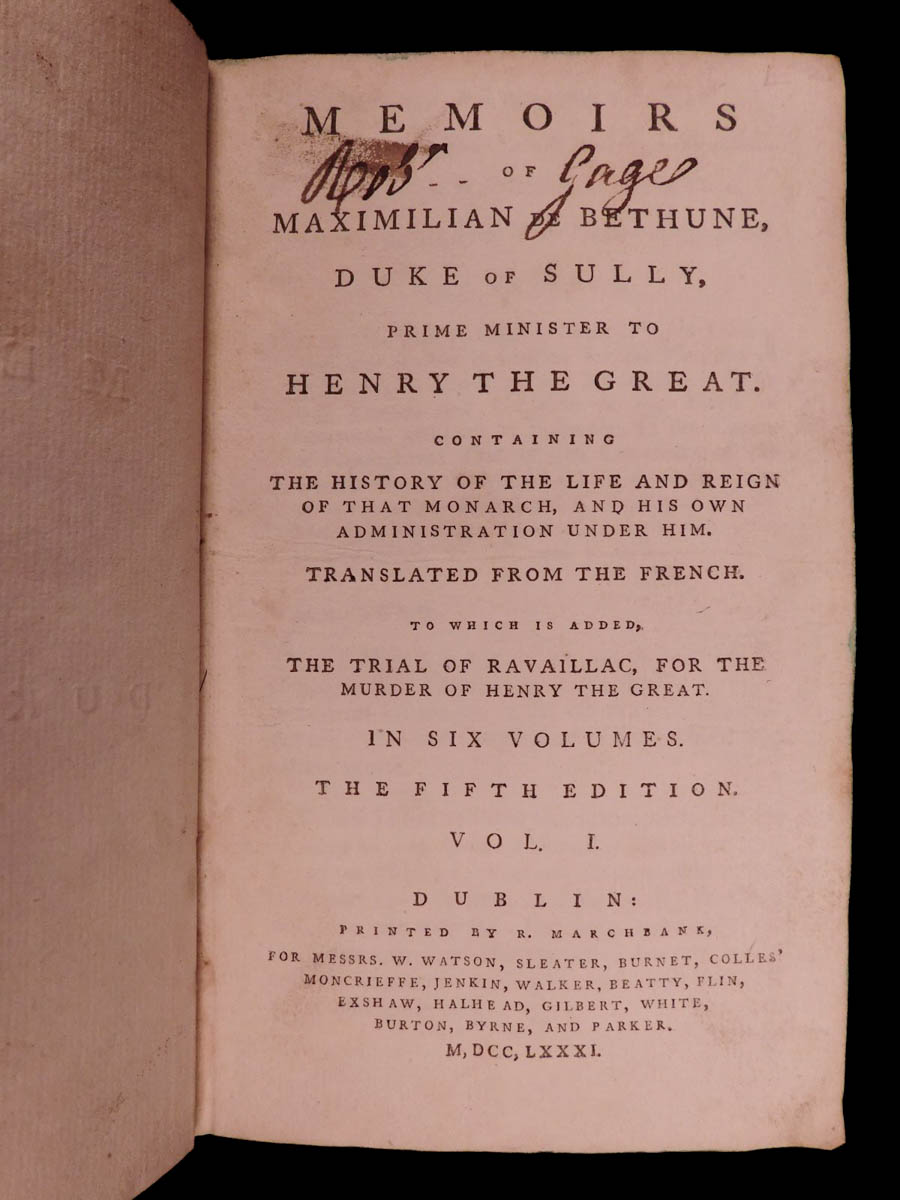 MEMOIRS
OF
Robt. Gage
MAXIMILIAN DE BETHUNE,
DUKE OF SULLY,
PRIME MINISTER TO
HENRY THE GREAT.
CONTAINING
THE HISTORY OF THE LIFE AND REIGN
OF THAT MONARCH, AND HIS OWN
ADMINISTRATION UNDER HIM.
TRANSLATED FROM THE FRENCH.
TO WHICH IS ADDED,
THE TRIAL OF RAVAILLAC, FOR THE
MURDER OF HENRY THE GREAT.
IN SIX VOLUMES.
THE FIFTH EDITION.
VOL. I.
DUBLIN:
PRINTED BY R. MARCHBANK,
FOR MESSRS. W. WATSON, SLEATER, BURNET, COLLES'
MONCRIEFFE, JENKIN, WALKER, BEATTY, FLIN,
EXSHAW, HALHEAD, GILBERT, WHITE,
BURTON, BYRNE, AND PARKER.
M,DCC,LXXXI.